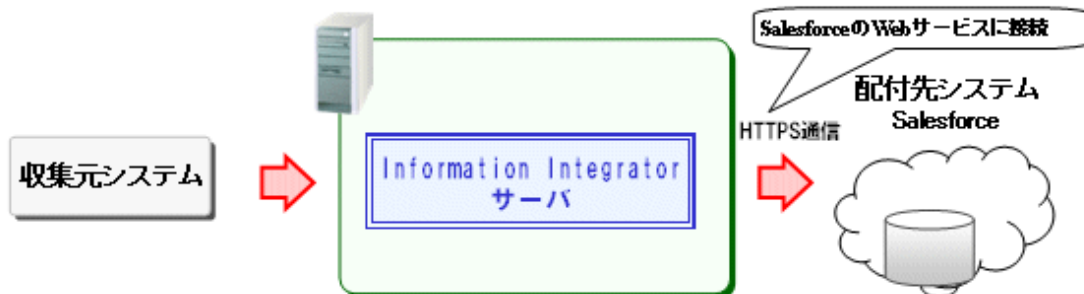 SalesforceのWebサービスに接続
配付先システム
Salesforce
HTTPS通信
収集元システム
Information Integrator
サーバ